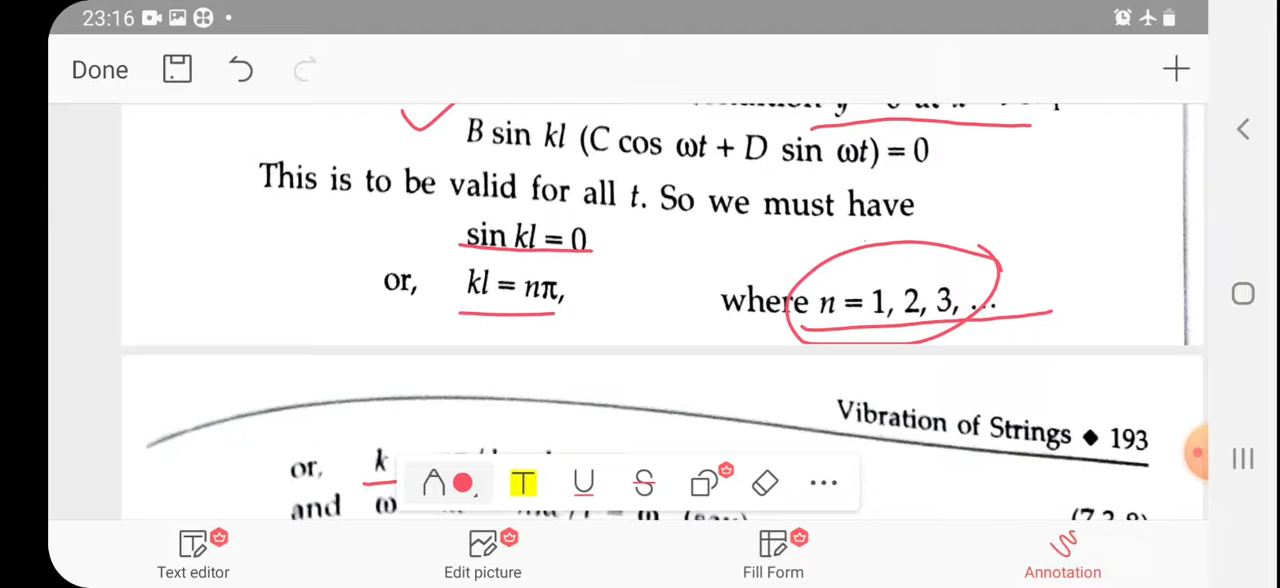 23:16
Done
B sin kl (C cos ωt + D sin ωt) = 0
This is to be valid for all t. So we must have
sin kl = 0
or, kl = nπ, where n = 1, 2, 3, ...
Vibration of Strings ◆ 193
or, k
and ω
T U S
Text editor Edit picture Fill Form Annotation